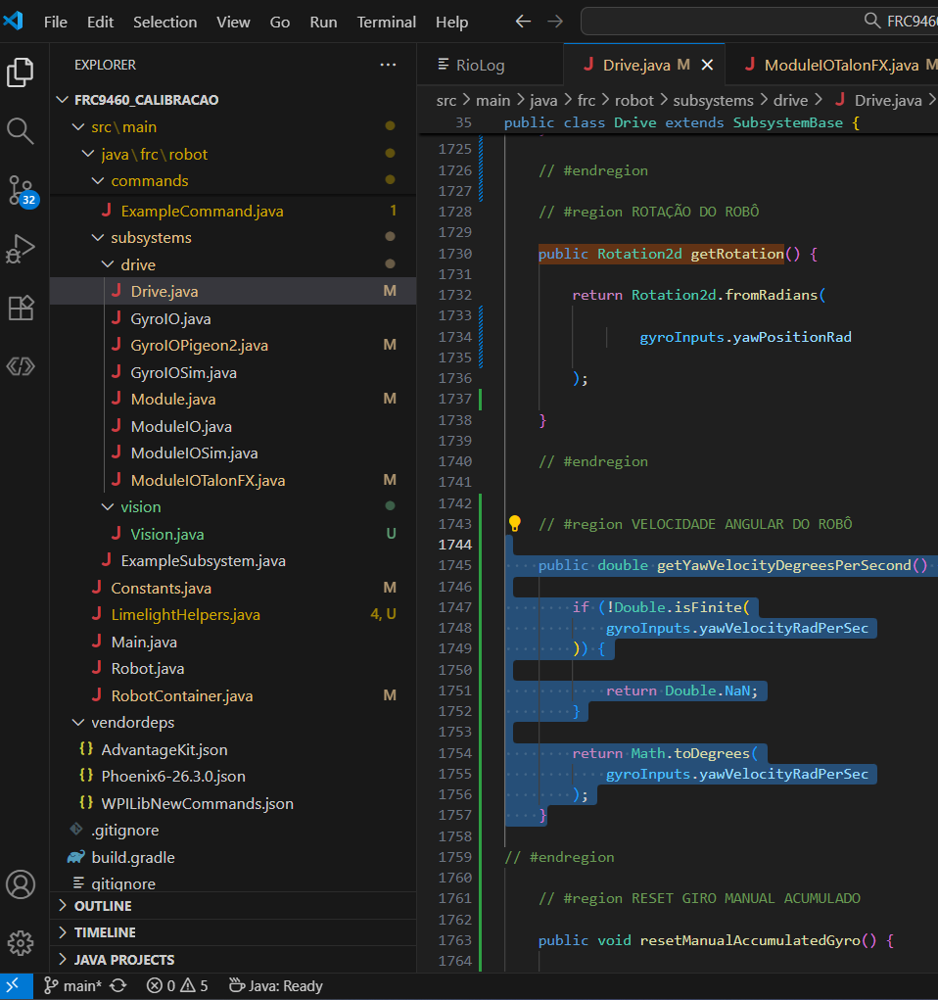 File Edit Selection View Go Run Terminal Help
FRC946
EXPLORER
FRC9460_CALIBRACAO
src\main
java\frc\robot
commands
ExampleCommand.java 1
subsystems
drive
Drive.java M
GyroIO.java
GyroIOPigeon2.java M
GyroIOSim.java
Module.java M
ModuleIO.java
ModuleIOSim.java
ModuleIOTalonFX.java M
vision
Vision.java U
ExampleSubsystem.java
Constants.java M
LimelightHelpers.java 4, U
Main.java
Robot.java
RobotContainer.java M
vendordeps
{} AdvantageKit.json
{} Phoenix6-26.3.0.json
{} WPILibNewCommands.json
.gitignore
build.gradle
gitignore
OUTLINE
TIMELINE
JAVA PROJECTS
32
RioLog
Drive.java M
ModuleIOTalonFX.java M
src > main > java > frc > robot > subsystems > drive > Drive.java >
35 public class Drive extends SubsystemBase {
1725
1726 // #endregion
1727
1728 // #region ROTAÇÃO DO ROBÔ
1729
1730 public Rotation2d getRotation() {
1731
1732 return Rotation2d.fromRadians(
1733
1734 gyroInputs.yawPositionRad
1735
1736 );
1737
1738 }
1739
1740 // #endregion
1741
1742
1743 // #region VELOCIDADE ANGULAR DO ROBÔ
1744
1745 public double getYawVelocityDegreesPerSecond()
1746
1747 if (!Double.isFinite(
1748 gyroInputs.yawVelocityRadPerSec
1749 )) {
1750
1751 return Double.NaN;
1752 }
1753
1754 return Math.toDegrees(
1755 gyroInputs.yawVelocityRadPerSec
1756 );
1757 }
1758
1759 // #endregion
1760
1761 // #region RESET GIRO MANUAL ACUMULADO
1762
1763 public void resetManualAccumulatedGyro() {
1764
main* 0 5 Java: Ready